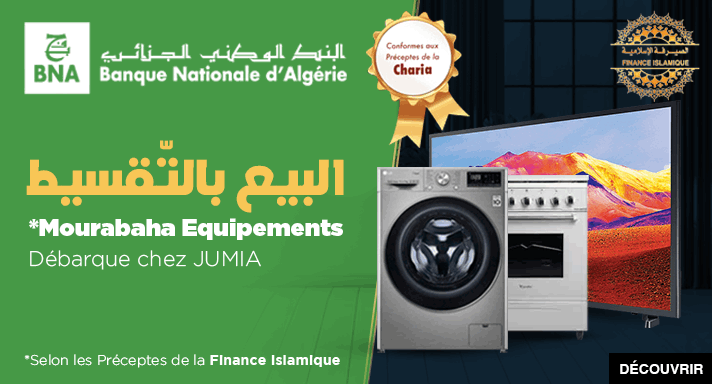 BNA
البنك الوطني الجزائري
Banque Nationale d'Algérie
Conformes aux
Préceptes de la
Charia
الصيرفة الإسلامية
FINANCE ISLAMIQUE
البيع بالتّقسيط
*Mourabaha Equipements
Débarque chez JUMIA
LG
*Selon les Préceptes de la Finance Islamique
DÉCOUVRIR